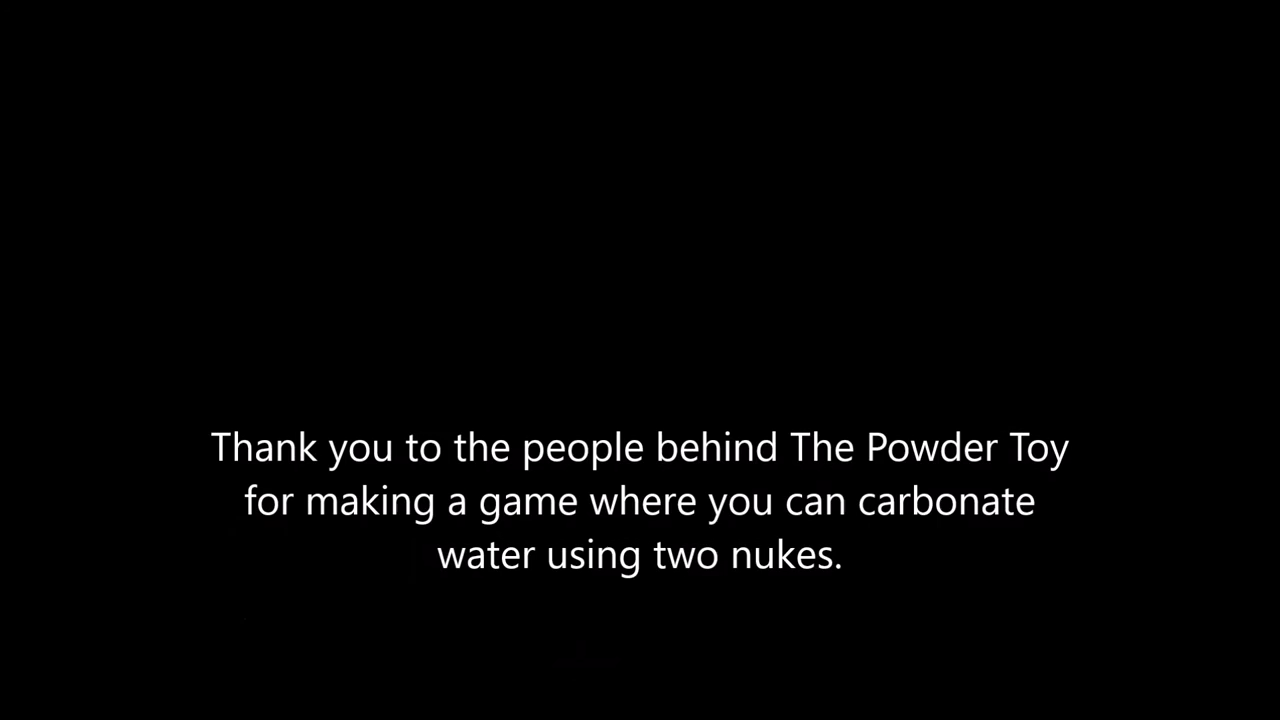 Thank you to the people behind The Powder Toy
for making a game where you can carbonate
water using two nukes.